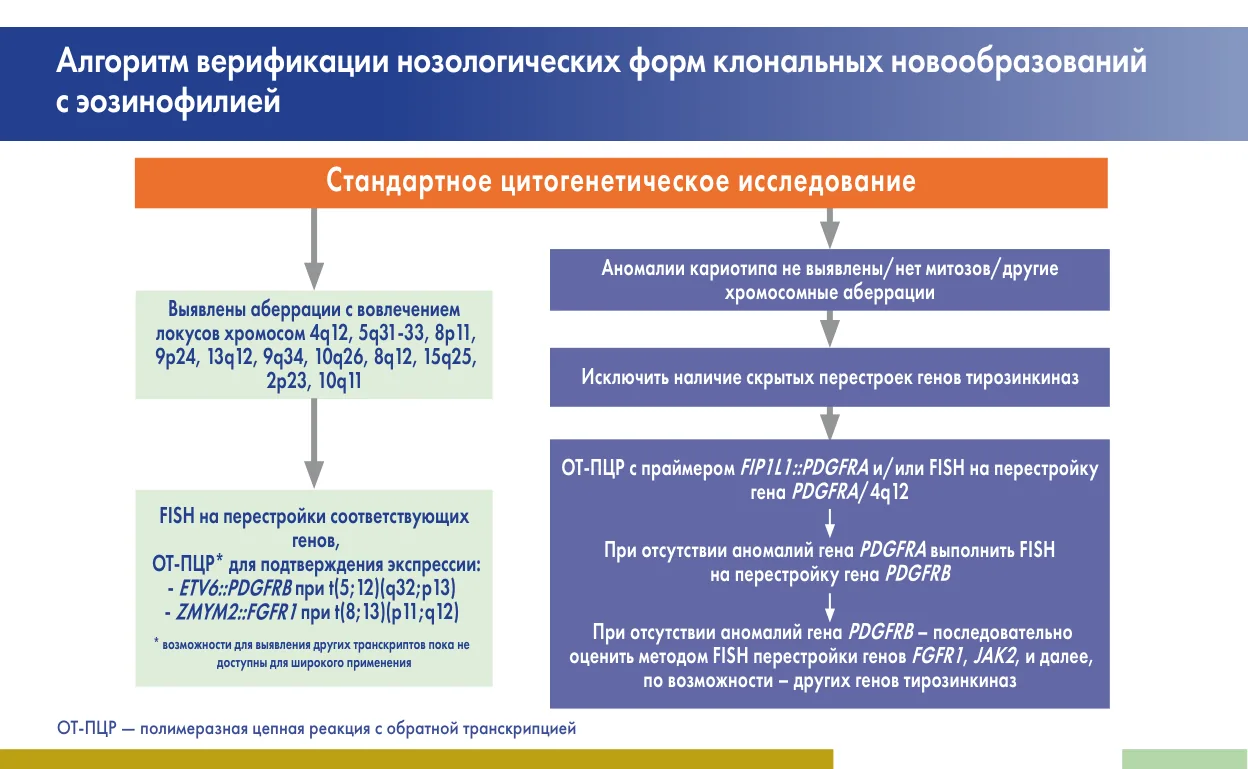 Алгоритм верификации нозологических форм клональных новообразований
с эозинофилией
Стандартное цитогенетическое исследование
Выявлены аберрации с вовлечением
локусов хромосом 4q12, 5q31-33, 8p11,
9p24, 13q12, 9q34, 10q26, 8q12, 15q25,
2p23, 10q11
FISH на перестройки соответствующих
генов,
ОТ-ПЦР* для подтверждения экспрессии:
- ETV6::PDGFRB при t(5;12)(q32;p13)
- ZMYM2::FGFR1 при t(8;13)(p11;q12)
* возможности для выявления других транскриптов пока не
доступны для широкого применения
Аномалии кариотипа не выявлены/нет митозов/другие
хромосомные аберрации
Исключить наличие скрытых перестроек генов тирозинкиназ
ОТ-ПЦР с праймером FIP1L1::PDGFRA и/или FISH на перестройку
гена PDGFRA/4q12
При отсутствии аномалий гена PDGFRA выполнить FISH
на перестройку гена PDGFRB
При отсутствии аномалий гена PDGFRB – последовательно
оценить методом FISH перестройки генов FGFR1, JAK2, и далее,
по возможности – других генов тирозинкиназ
ОТ-ПЦР — полимеразная цепная реакция с обратной транскрипцией